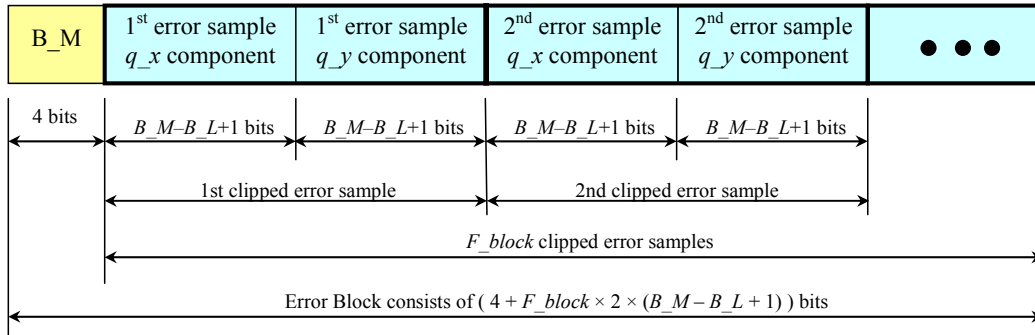 B_M
1st error sample
q_x component
1st error sample
q_y component
2nd error sample
q_x component
2nd error sample
q_y component
4 bits
B_M–B_L+1 bits
B_M–B_L+1 bits
B_M–B_L+1 bits
B_M–B_L+1 bits
1st clipped error sample
2nd clipped error sample
F_block clipped error samples
Error Block consists of ( 4 + F_block × 2 × (B_M – B_L + 1) ) bits